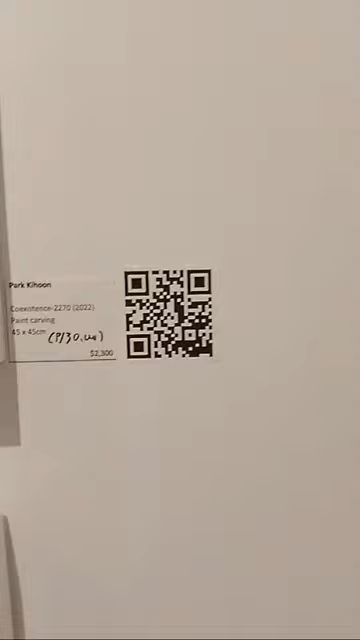 Park Kihoon
Coexistence-2270 (2022)
Paint carving
45 x 45cm
$2,300